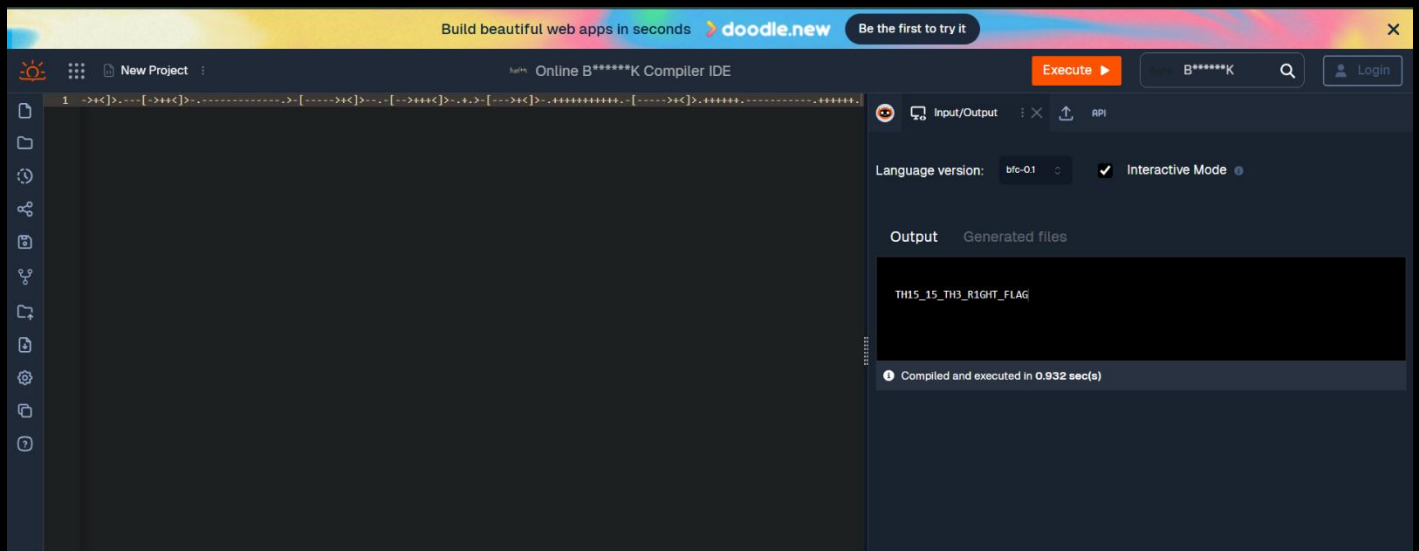 Build beautiful web apps in seconds doodle.new Be the first to try it
New Project
Online B******K Compiler IDE
Execute
B******K
Login
1 ->+<]>.---[->++<]>-.-------------.>-[----->+<]>--.-[-->+++<]>-.+.>-[--->+<]>-.+++++++++++.-[----->+<]>.++++++.-----------.++++++.
Input/Output
API
Language version: bfc-0.1 Interactive Mode
Output Generated files
TH15_15_TH3_R1GHT_FLAG
Compiled and executed in 0.932 sec(s)